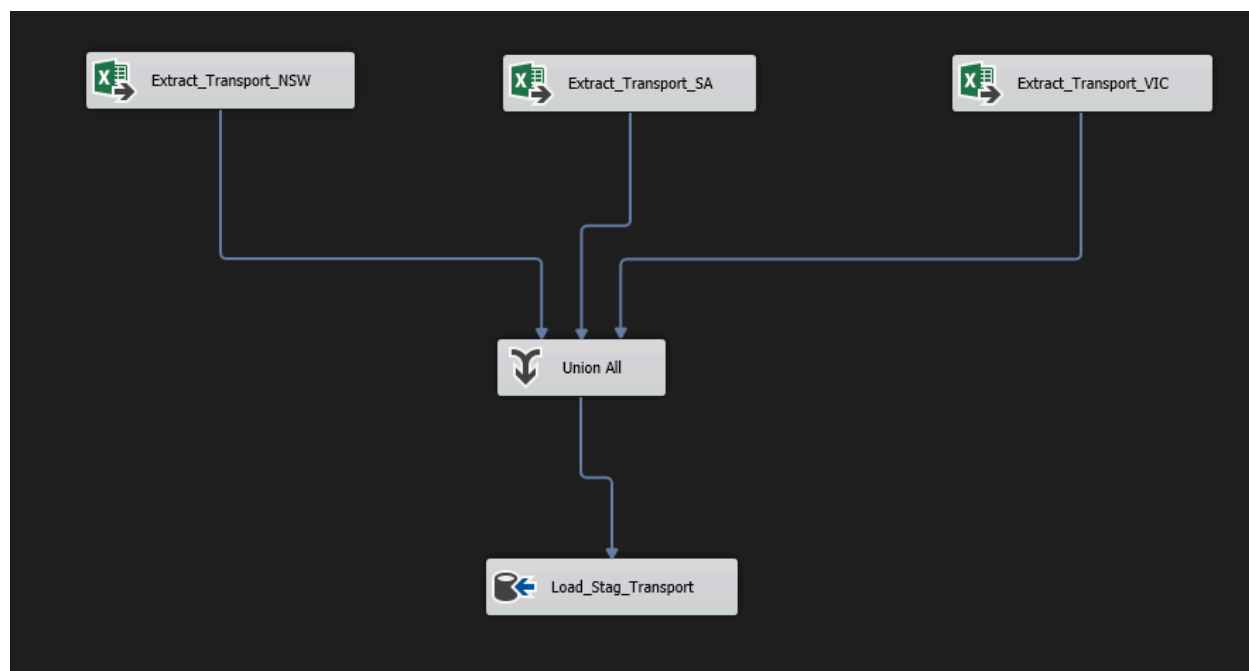 Extract_Transport_NSW
Extract_Transport_SA
Extract_Transport_VIC
Union All
Load_Stag_Transport